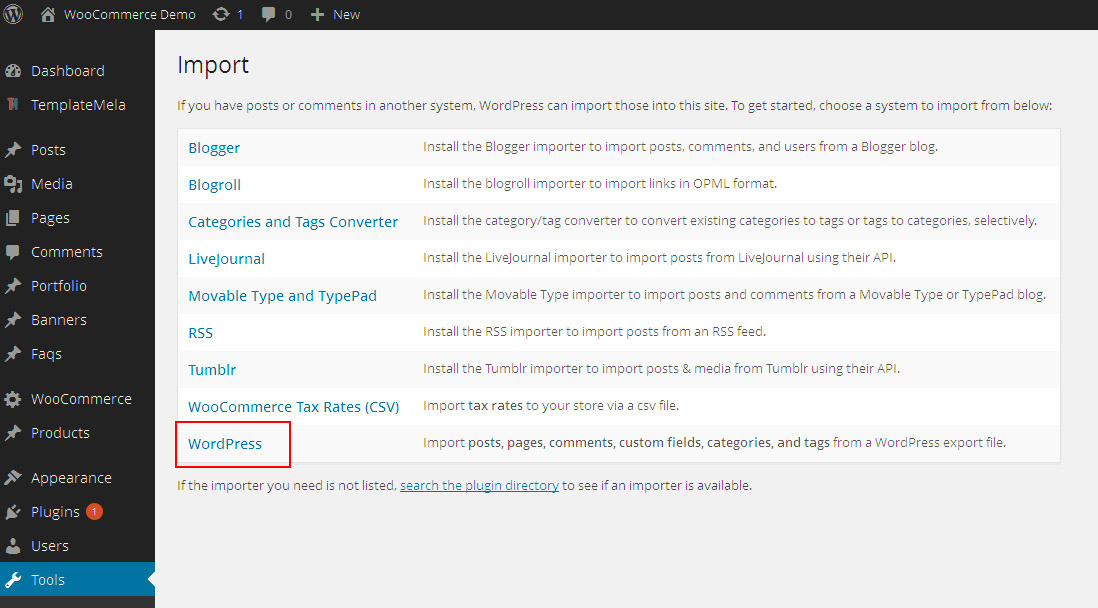 WooCommerce Demo 1 0 New
Dashboard
TemplateMela
Posts
Media
Pages
Comments
Portfolio
Banners
Faqs
WooCommerce
Products
Appearance
Plugins 1
Users
Tools
Import
If you have posts or comments in another system, WordPress can import those into this site. To get started, choose a system to import from below:
Blogger Install the Blogger importer to import posts, comments, and users from a Blogger blog.
Blogroll Install the blogroll importer to import links in OPML format.
Categories and Tags Converter Install the category/tag converter to convert existing categories to tags or tags to categories, selectively.
LiveJournal Install the LiveJournal importer to import posts from LiveJournal using their API.
Movable Type and TypePad Install the Movable Type importer to import posts and comments from a Movable Type or TypePad blog.
RSS Install the RSS importer to import posts from an RSS feed.
Tumblr Install the Tumblr importer to import posts & media from Tumblr using their API.
WooCommerce Tax Rates (CSV) Import tax rates to your store via a csv file.
WordPress Import posts, pages, comments, custom fields, categories, and tags from a WordPress export file.
If the importer you need is not listed, search the plugin directory to see if an importer is available.